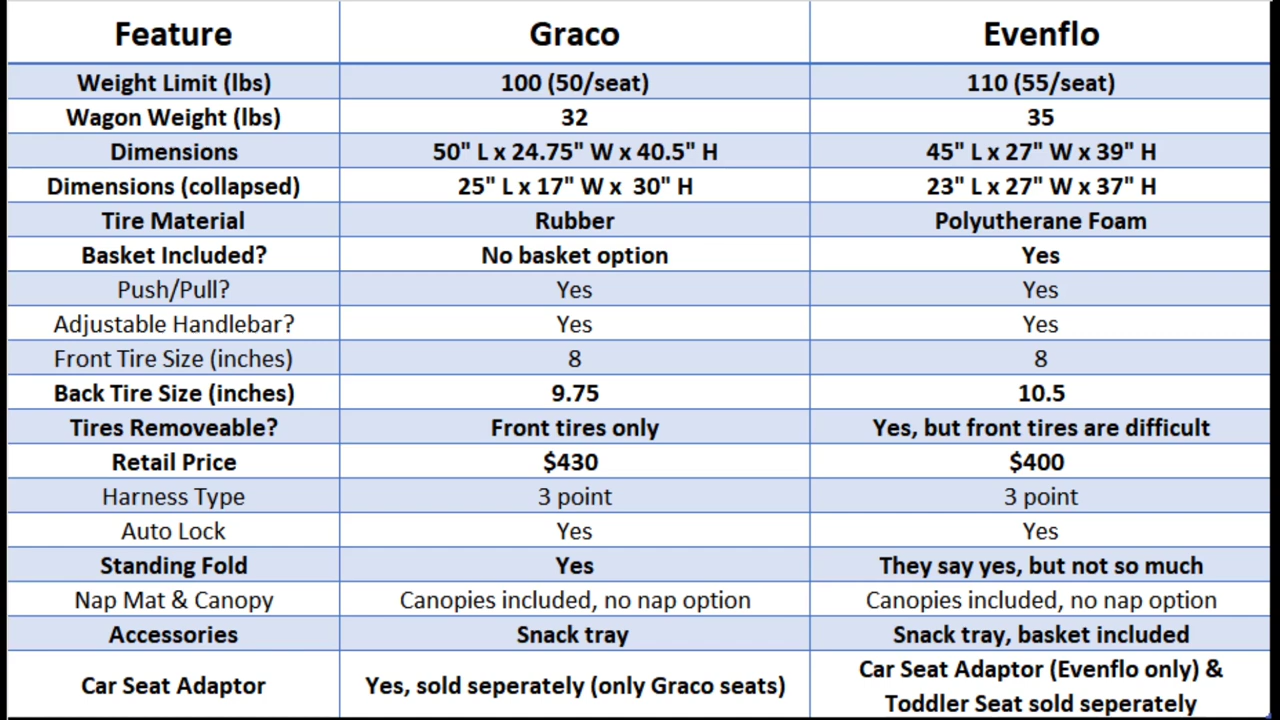 Feature Graco Evenflo
Weight Limit (lbs) 100 (50/seat) 110 (55/seat)
Wagon Weight (lbs) 32 35
Dimensions 50" L x 24.75" W x 40.5" H 45" L x 27" W x 39" H
Dimensions (collapsed) 25" L x 17" W x  30" H 23" L x 27" W x 37" H
Tire Material Rubber Polyutherane Foam
Basket Included? No basket option Yes
Push/Pull? Yes Yes
Adjustable Handlebar? Yes Yes
Front Tire Size (inches) 8 8
Back Tire Size (inches) 9.75 10.5
Tires Removeable? Front tires only Yes, but front tires are difficult
Retail Price $430 $400
Harness Type 3 point 3 point
Auto Lock Yes Yes
Standing Fold Yes They say yes, but not so much
Nap Mat & Canopy Canopies included, no nap option Canopies included, no nap option
Accessories Snack tray Snack tray, basket included
Car Seat Adaptor Yes, sold seperately (only Graco seats) Car Seat Adaptor (Evenflo only) &
Toddler Seat sold seperately